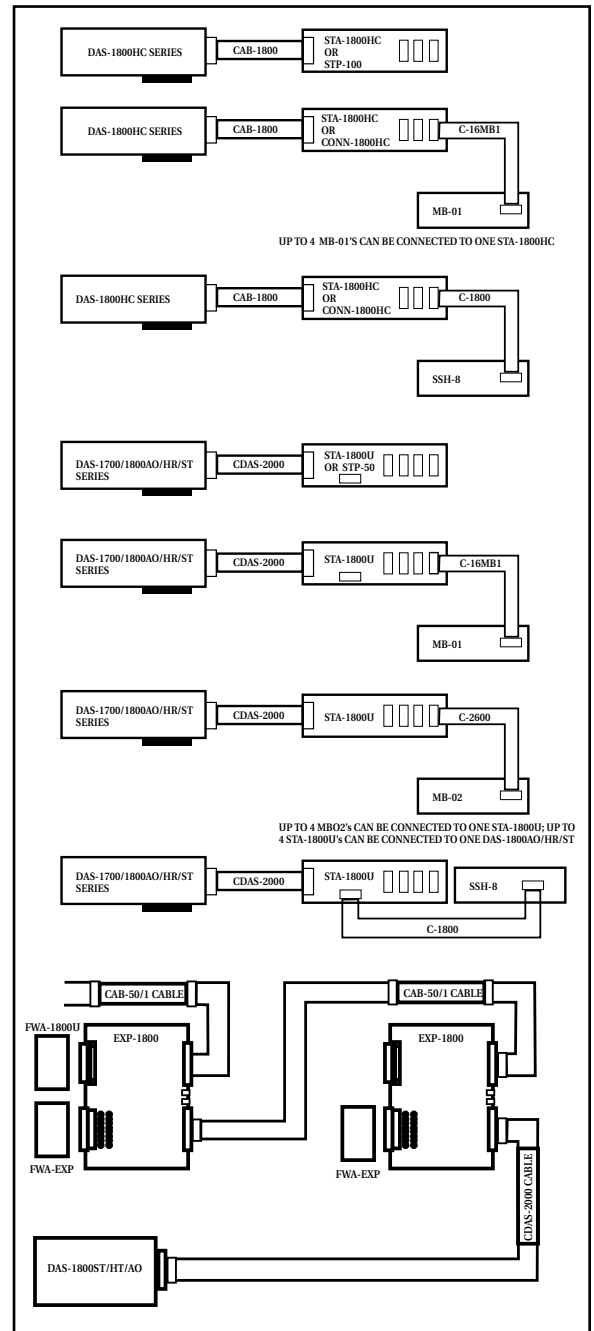 DAS-1800HC SERIES
CAB-1800
STA-1800HC
OR
STP-100
DAS-1800HC SERIES
CAB-1800
STA-1800HC
OR
CONN-1800HC
C-16MB1
MB-01
UP TO 4 MB-01'S CAN BE CONNECTED TO ONE STA-1800HC
DAS-1800HC SERIES
CAB-1800
STA-1800HC
OR
CONN-1800HC
C-1800
SSH-8
DAS-1700/1800AO/HR/ST
SERIES
CDAS-2000
STA-1800U
OR STP-50
DAS-1700/1800AO/HR/ST
SERIES
CDAS-2000
STA-1800U
C-16MB1
MB-01
DAS-1700/1800AO/HR/ST
SERIES
CDAS-2000
STA-1800U
C-2600
MB-02
UP TO 4 MBO2's CAN BE CONNECTED TO ONE STA-1800U; UP TO
4 STA-1800U's CAN BE CONNECTED TO ONE DAS-1800AO/HR/ST
DAS-1700/1800AO/HR/ST
SERIES
CDAS-2000
STA-1800U
SSH-8
C-1800
CAB-50/1 CABLE
CAB-50/1 CABLE
FWA-1800U
EXP-1800
EXP-1800
FWA-EXP
FWA-EXP
CDAS-2000 CABLE
DAS-1800ST/HT/AO